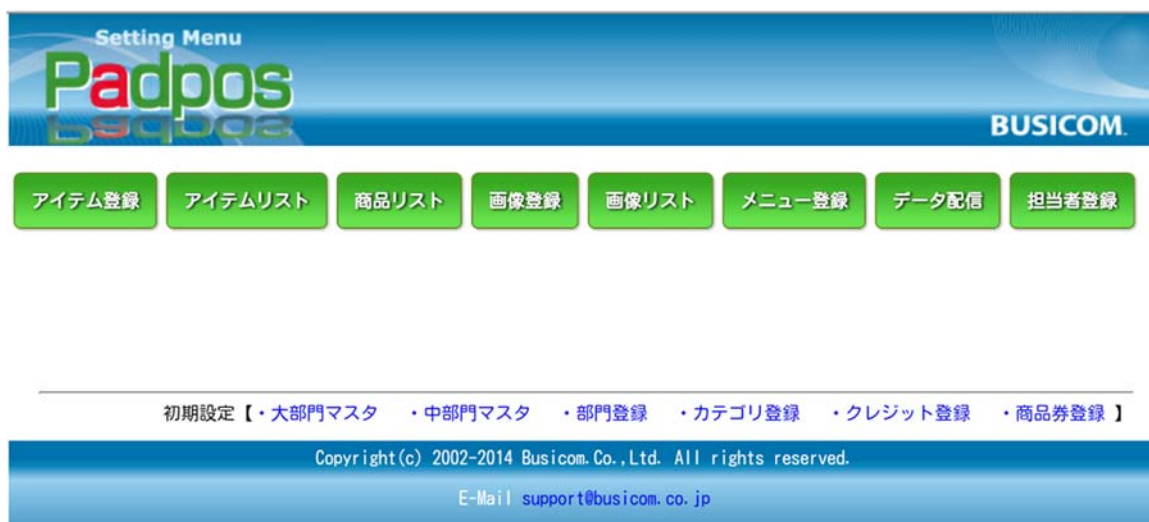 Setting Menu
Padpos
BUSICOM.
アイテム登録 アイテムリスト 商品リスト 画像登録 画像リスト メニュー登録 データ配信 担当者登録
初期設定【・大部門マスタ ・中部門マスタ ・部門登録 ・カテゴリ登録 ・クレジット登録 ・商品券登録 】
Copyright(c) 2002-2014 Busicom.Co.,Ltd. All rights reserved.
E-Mail support@busicom.co.jp